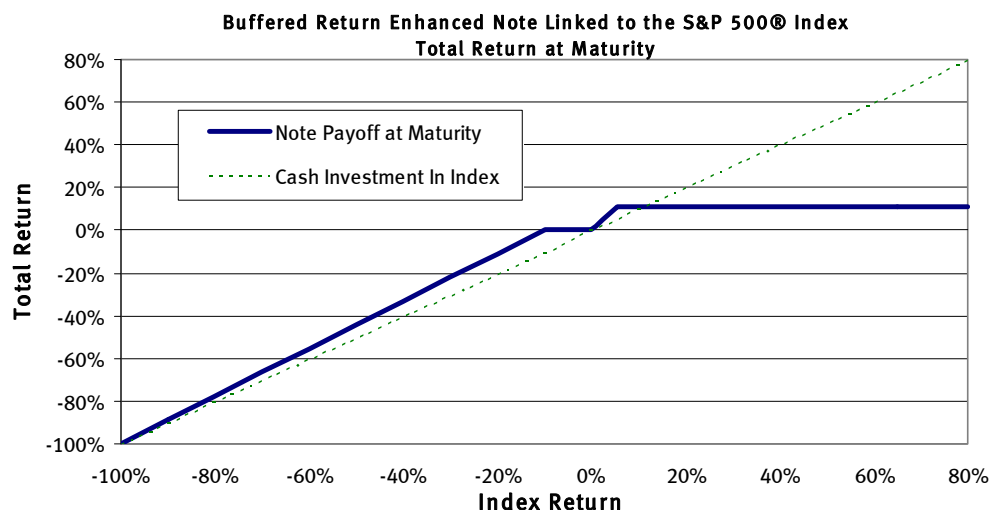 Buffered Return Enhanced Note Linked to the S&P 500® Index
Total Return at Maturity
80%
60%
40%
20%
0%
-20%
-40%
-60%
-80%
-100%
Note Payoff at Maturity
Cash Investment In Index
Total Return
-100% -80% -60% -40% -20% 0% 20% 40% 60% 80%
Index Return